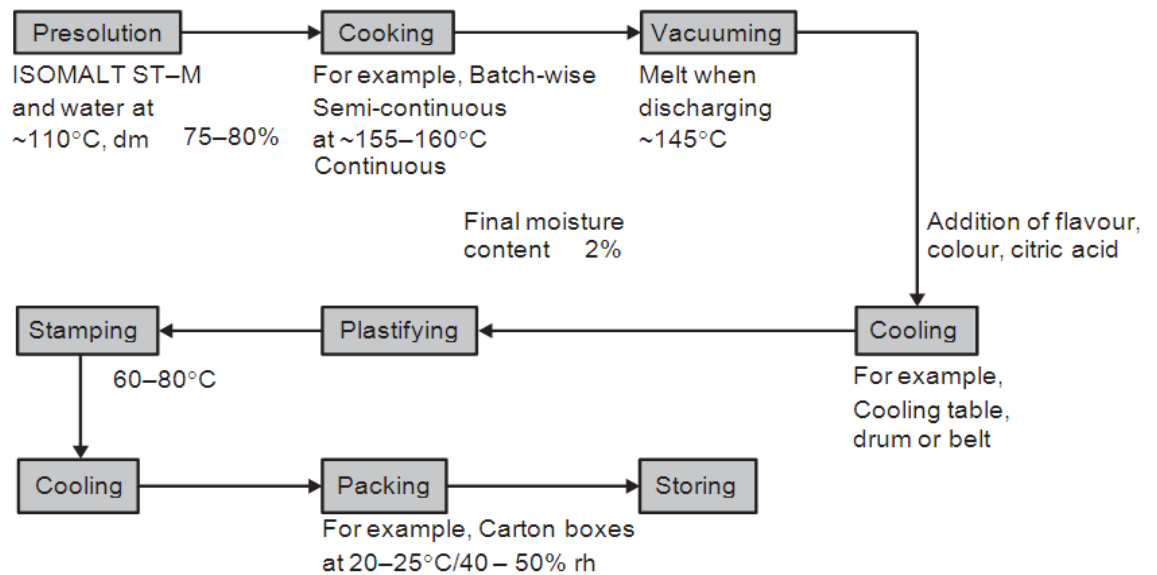 Presolution
ISOMALT ST–M
and water at
~110°C, dm 75–80%
Cooking
For example, Batch-wise
Semi-continuous
at ~155–160°C
Continuous
Vacuuming
Melt when
discharging
~145°C
Final moisture
content 2%
Addition of flavour,
colour, citric acid
Cooling
For example,
Cooling table,
drum or belt
Plastifying
Stamping
60–80°C
Cooling
Packing
For example, Carton boxes
at 20–25°C/40 – 50% rh
Storing